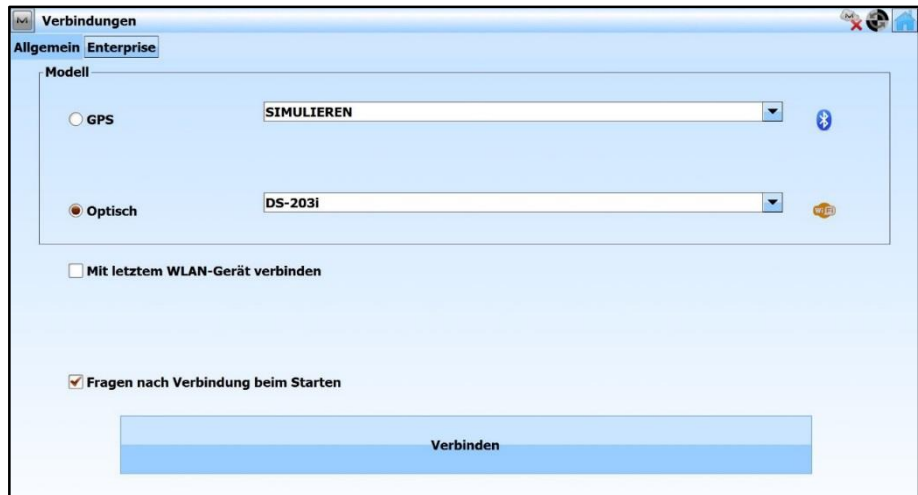 Verbindungen
Allgemein Enterprise
Modell
GPS SIMULIEREN
Optisch DS-203i
WiFi
Mit letztem WLAN-Gerät verbinden
Fragen nach Verbindung beim Starten
Verbinden